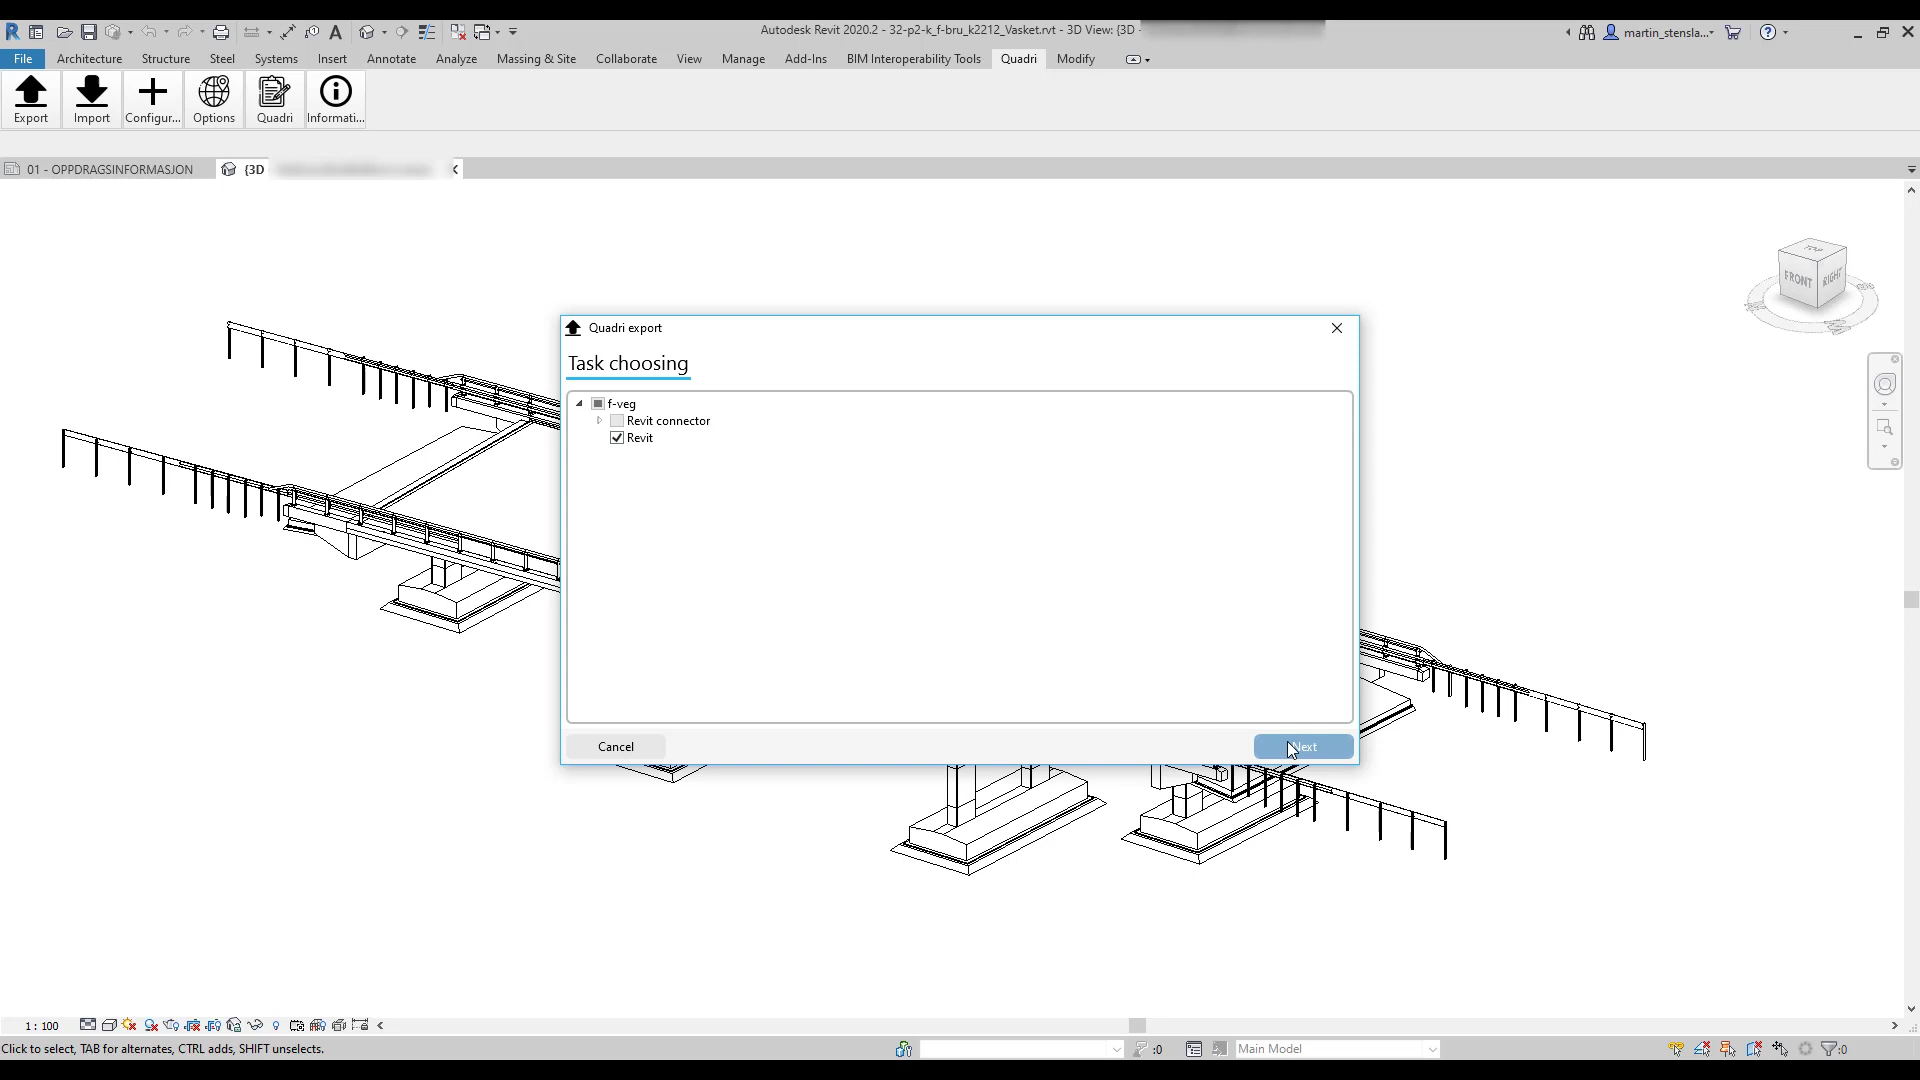 Autodesk Revit 2020.2 - 32-p2-k_f-bru_k2212_Vasket.rvt - 3D View: {3D -
martin_stensla...
File Architecture Structure Steel Systems Insert Annotate Analyze Massing & Site Collaborate View Manage Add-Ins BIM Interoperability Tools Quadri Modify
Export Import Configur... Options Quadri Informati...
01 - OPPDRAGSINFORMASJON {3D
TOP
FRONT RIGHT
Quadri export
Task choosing
f-veg
Revit connector
Revit
Cancel Next
1 : 100
Click to select, TAB for alternates, CTRL adds, SHIFT unselects.
:0
Main Model
:0